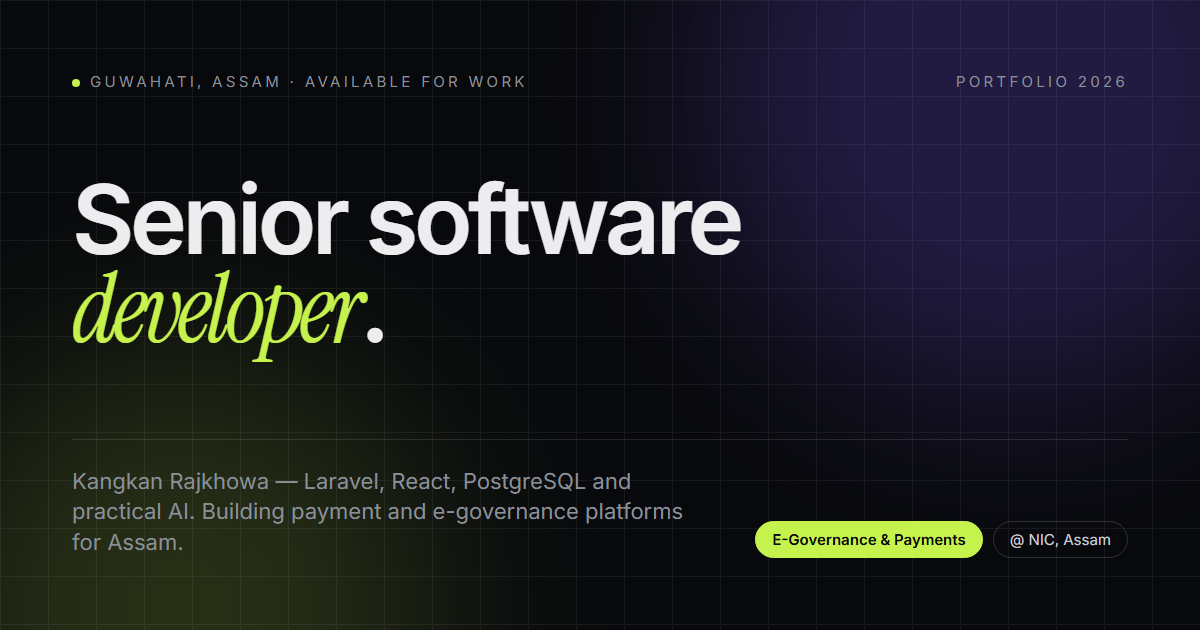 GUWAHATI, ASSAM · AVAILABLE FOR WORK
PORTFOLIO 2026
Senior software
developer.
Kangkan Rajkhowa — Laravel, React, PostgreSQL and
practical AI. Building payment and e-governance platforms
for Assam.
E-Governance & Payments
@ NIC, Assam